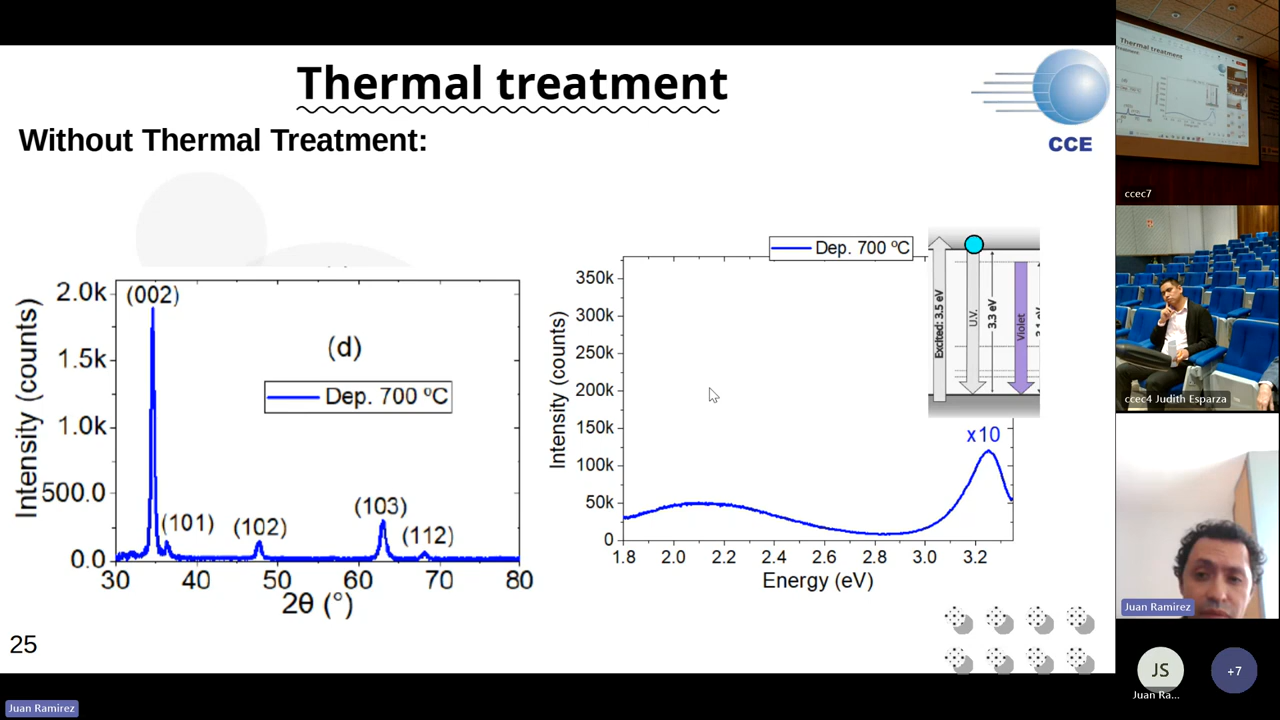 Thermal treatment
CCE
Without Thermal Treatment:
2.0k
1.5k
1.0k
500.0
0.0
Intensity (counts)
(002)
(d)
Dep. 700 ºC
(101)
(102)
(103)
(112)
30 40 50 60 70 80
2θ (°)
Dep. 700 ºC
350k
300k
250k
200k
150k
100k
50k
0
Intensity (counts)
x10
1.8 2.0 2.2 2.4 2.6 2.8 3.0 3.2
Energy (eV)
Excited: 3.5 eV
U.V.
3.3 eV
Violet
25
Juan Ramirez
Thermal treatment
ccec7
ccec4 Judith Esparza
Juan Ramirez
JS
Juan Ra...
+7